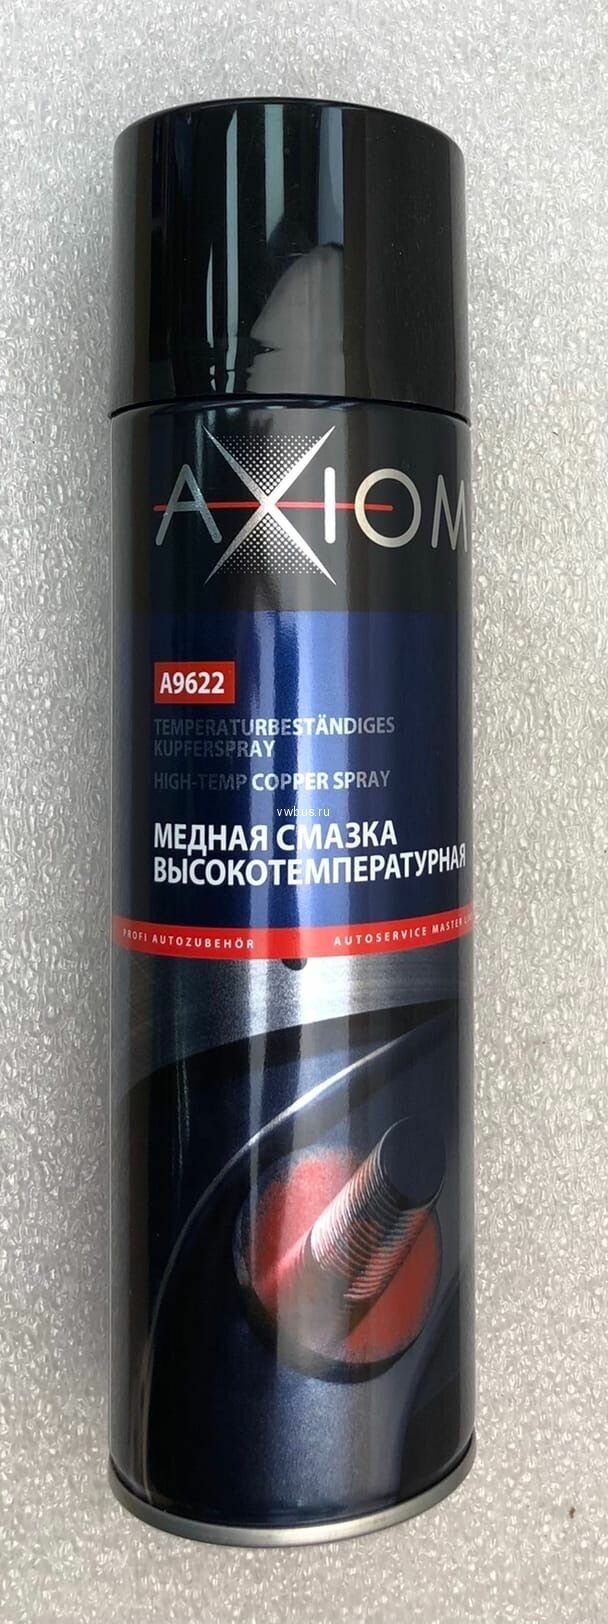 AXIOM
A9622
TEMPERATURBESTÄNDIGES
KUPFERSPRAY
HIGH-TEMP COPPER SPRAY
vwbus.ru
МЕДНАЯ СМАЗКА
ВЫСОКОТЕМПЕРАТУРНАЯ
PROFI AUTOZUBEHÖR
AUTOSERVICE MASTER